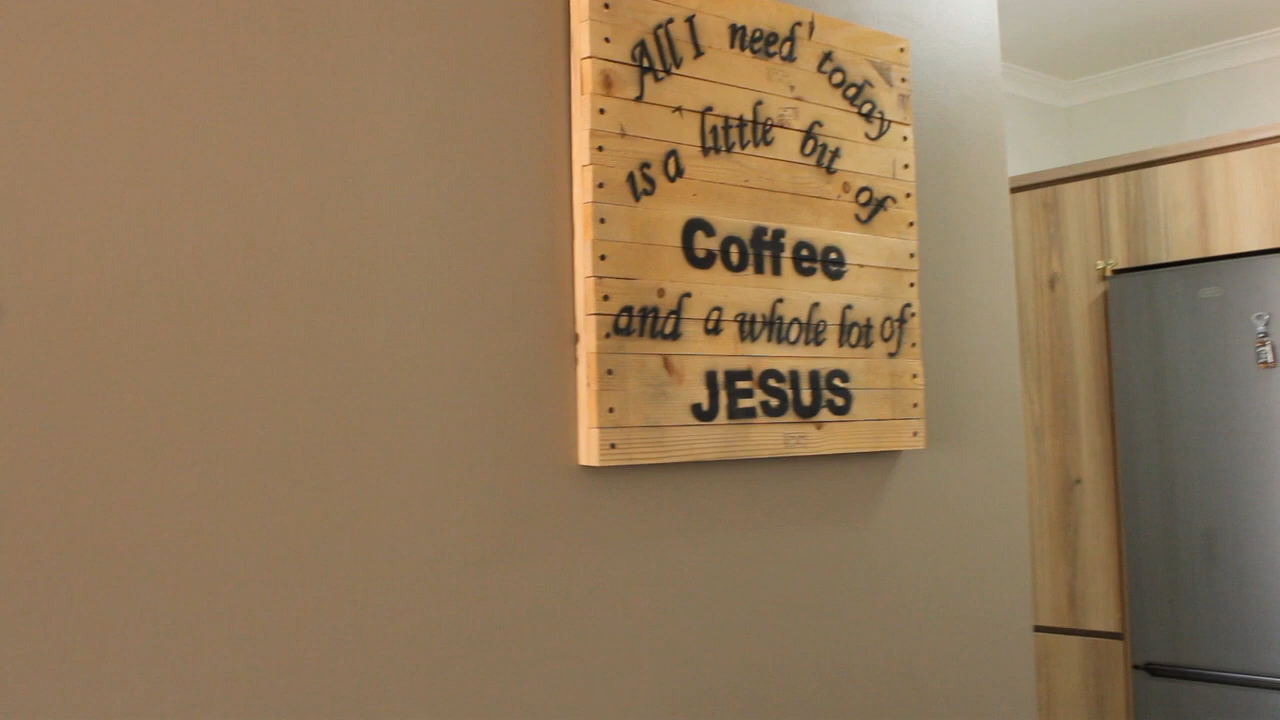 All I need today
is a little bit of
Coffee
and a whole lot of
JESUS